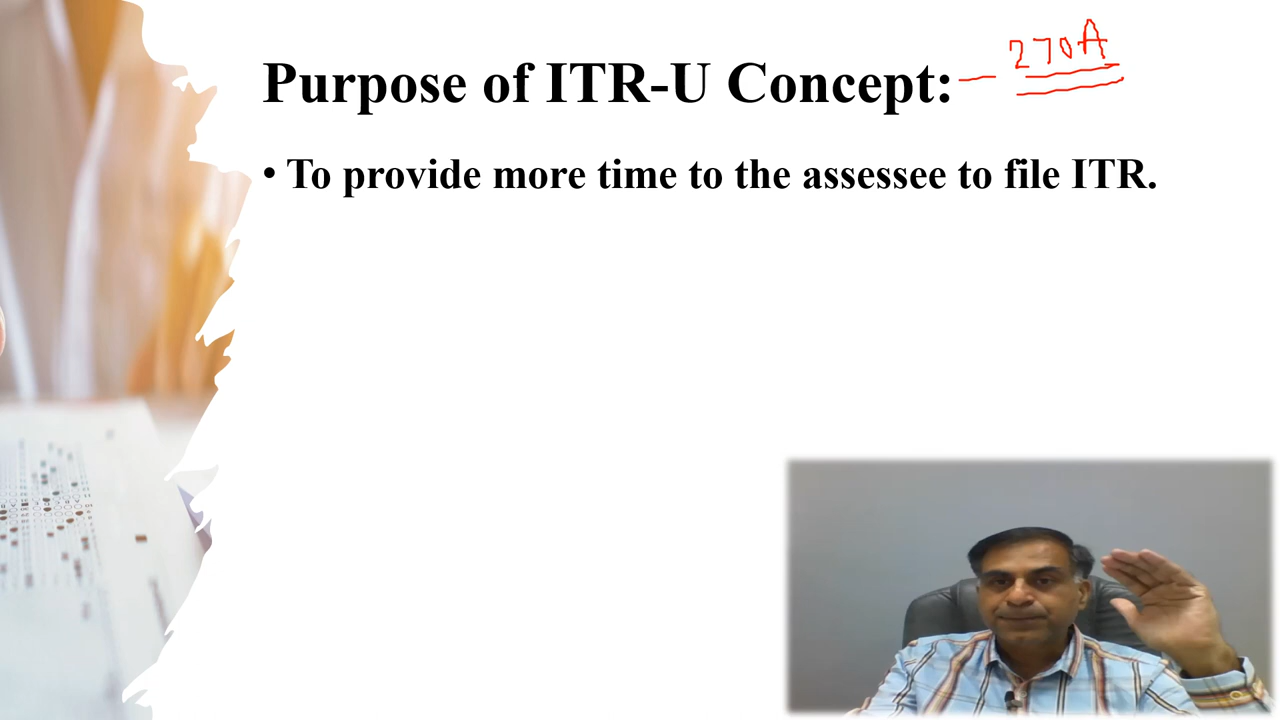 Purpose of ITR-U Concept: – 270A
• To provide more time to the assessee to file ITR.